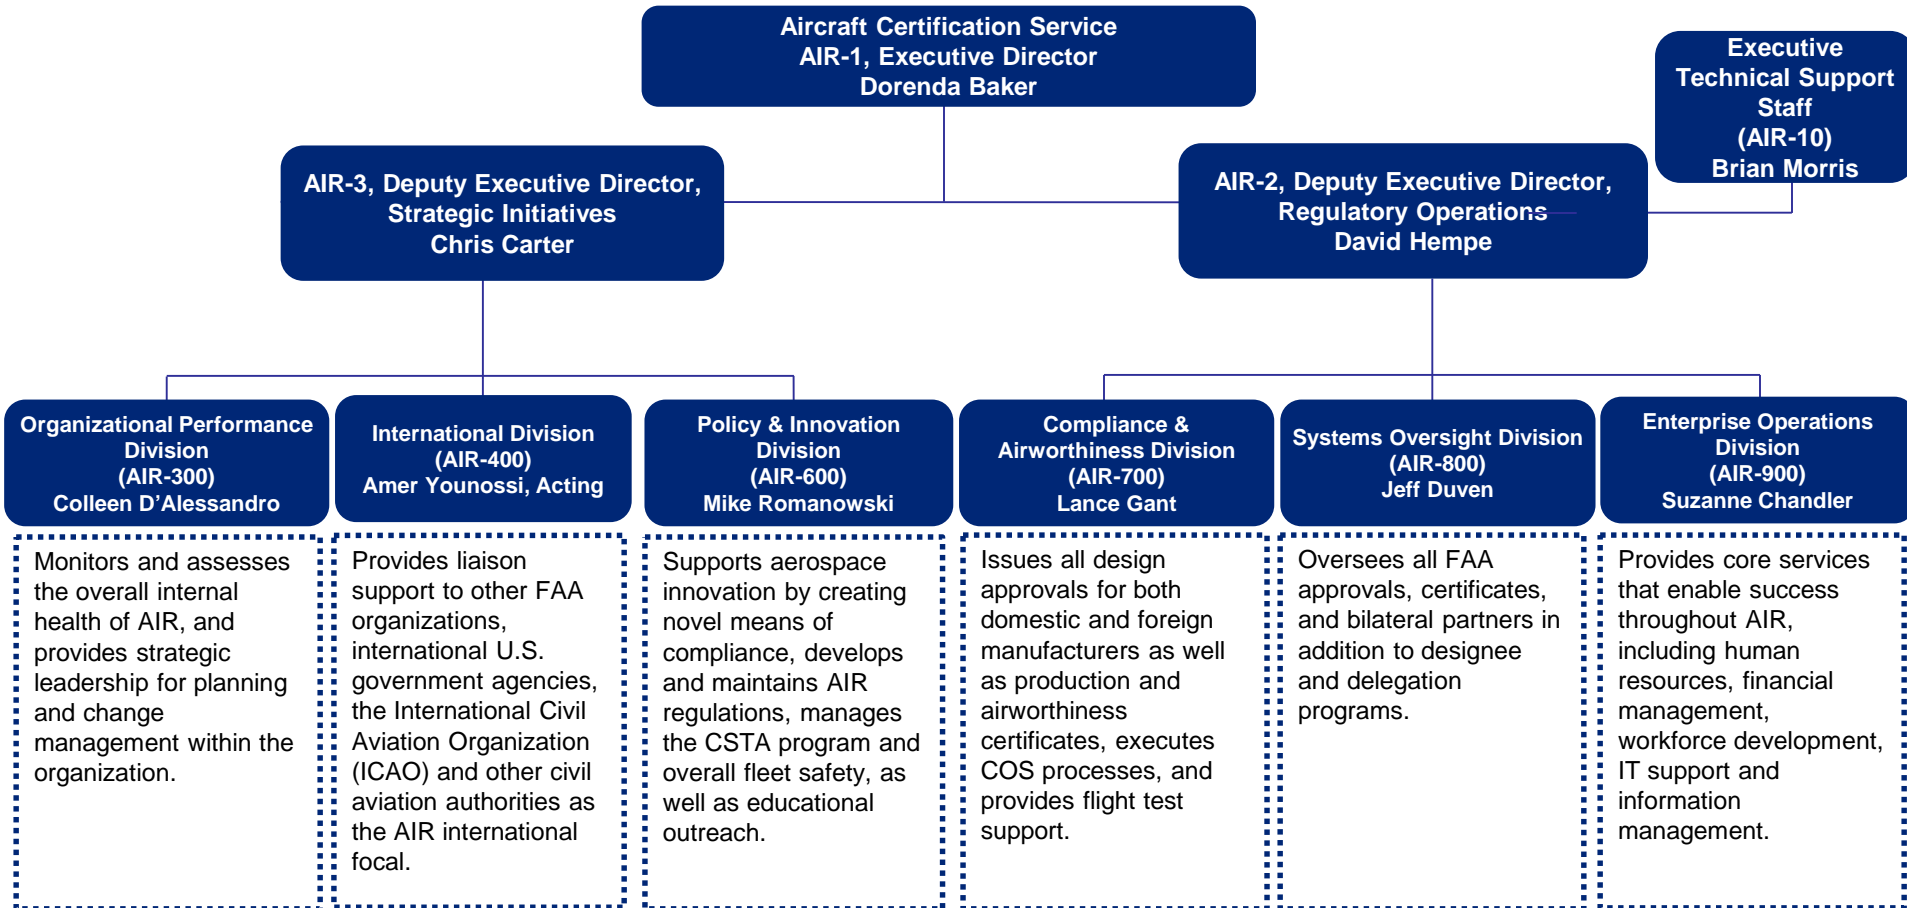 Aircraft Certification Service
AIR-1, Executive Director
Dorenda Baker
Executive
Technical Support
Staff
(AIR-10)
Brian Morris
AIR-3, Deputy Executive Director,
Strategic Initiatives
Chris Carter
AIR-2, Deputy Executive Director,
Regulatory Operations
David Hempe
Organizational Performance
Division
(AIR-300)
Colleen D’Alessandro
International Division
(AIR-400)
Amer Younossi, Acting
Policy & Innovation
Division
(AIR-600)
Mike Romanowski
Compliance &
Airworthiness Division
(AIR-700)
Lance Gant
Systems Oversight Division
(AIR-800)
Jeff Duven
Enterprise Operations
Division
(AIR-900)
Suzanne Chandler
Monitors and assesses
the overall internal
health of AIR, and
provides strategic
leadership for planning
and change
management within the
organization.
Provides liaison
support to other FAA
organizations,
international U.S.
government agencies,
the International Civil
Aviation Organization
(ICAO) and other civil
aviation authorities as
the AIR international
focal.
Supports aerospace
innovation by creating
novel means of
compliance, develops
and maintains AIR
regulations, manages
the CSTA program and
overall fleet safety, as
well as educational
outreach.
Issues all design
approvals for both
domestic and foreign
manufacturers as well
as production and
airworthiness
certificates, executes
COS processes, and
provides flight test
support.
Oversees all FAA
approvals, certificates,
and bilateral partners in
addition to designee
and delegation
programs.
Provides core services
that enable success
throughout AIR,
including human
resources, financial
management,
workforce development,
IT support and
information
management.